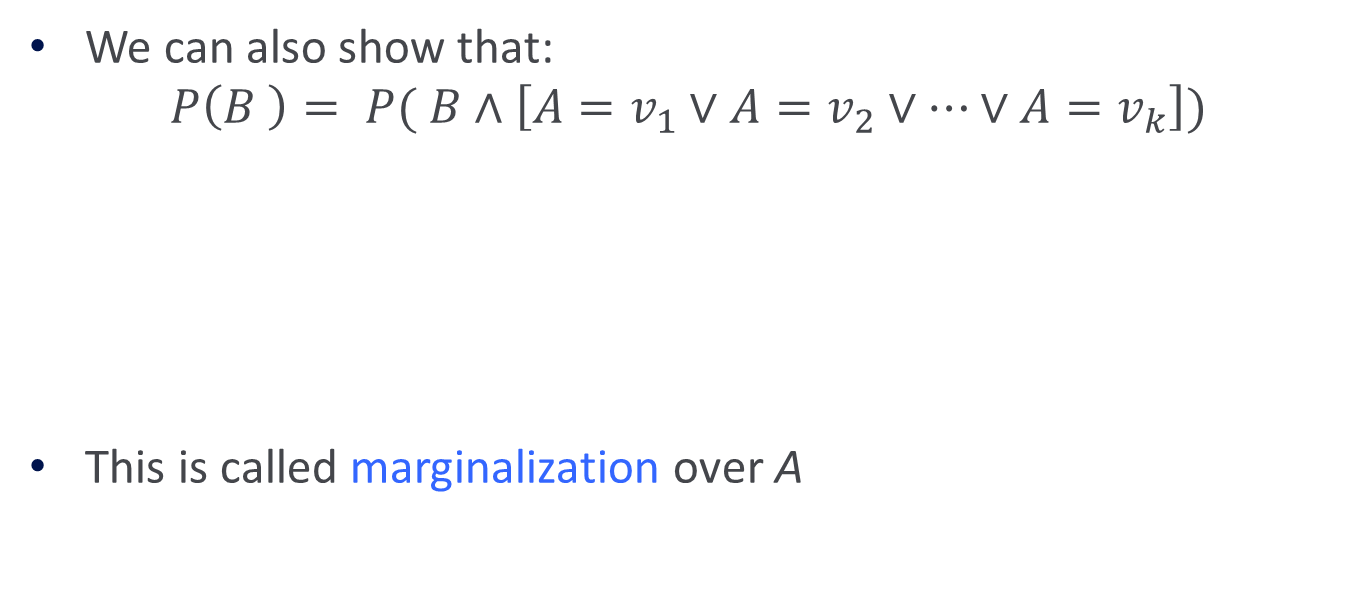 • We can also show that:
P(B ) = P( B ∧ [A = v₁ ∨ A = v₂ ∨ ⋯ ∨ A = vₖ])
• This is called marginalization over A